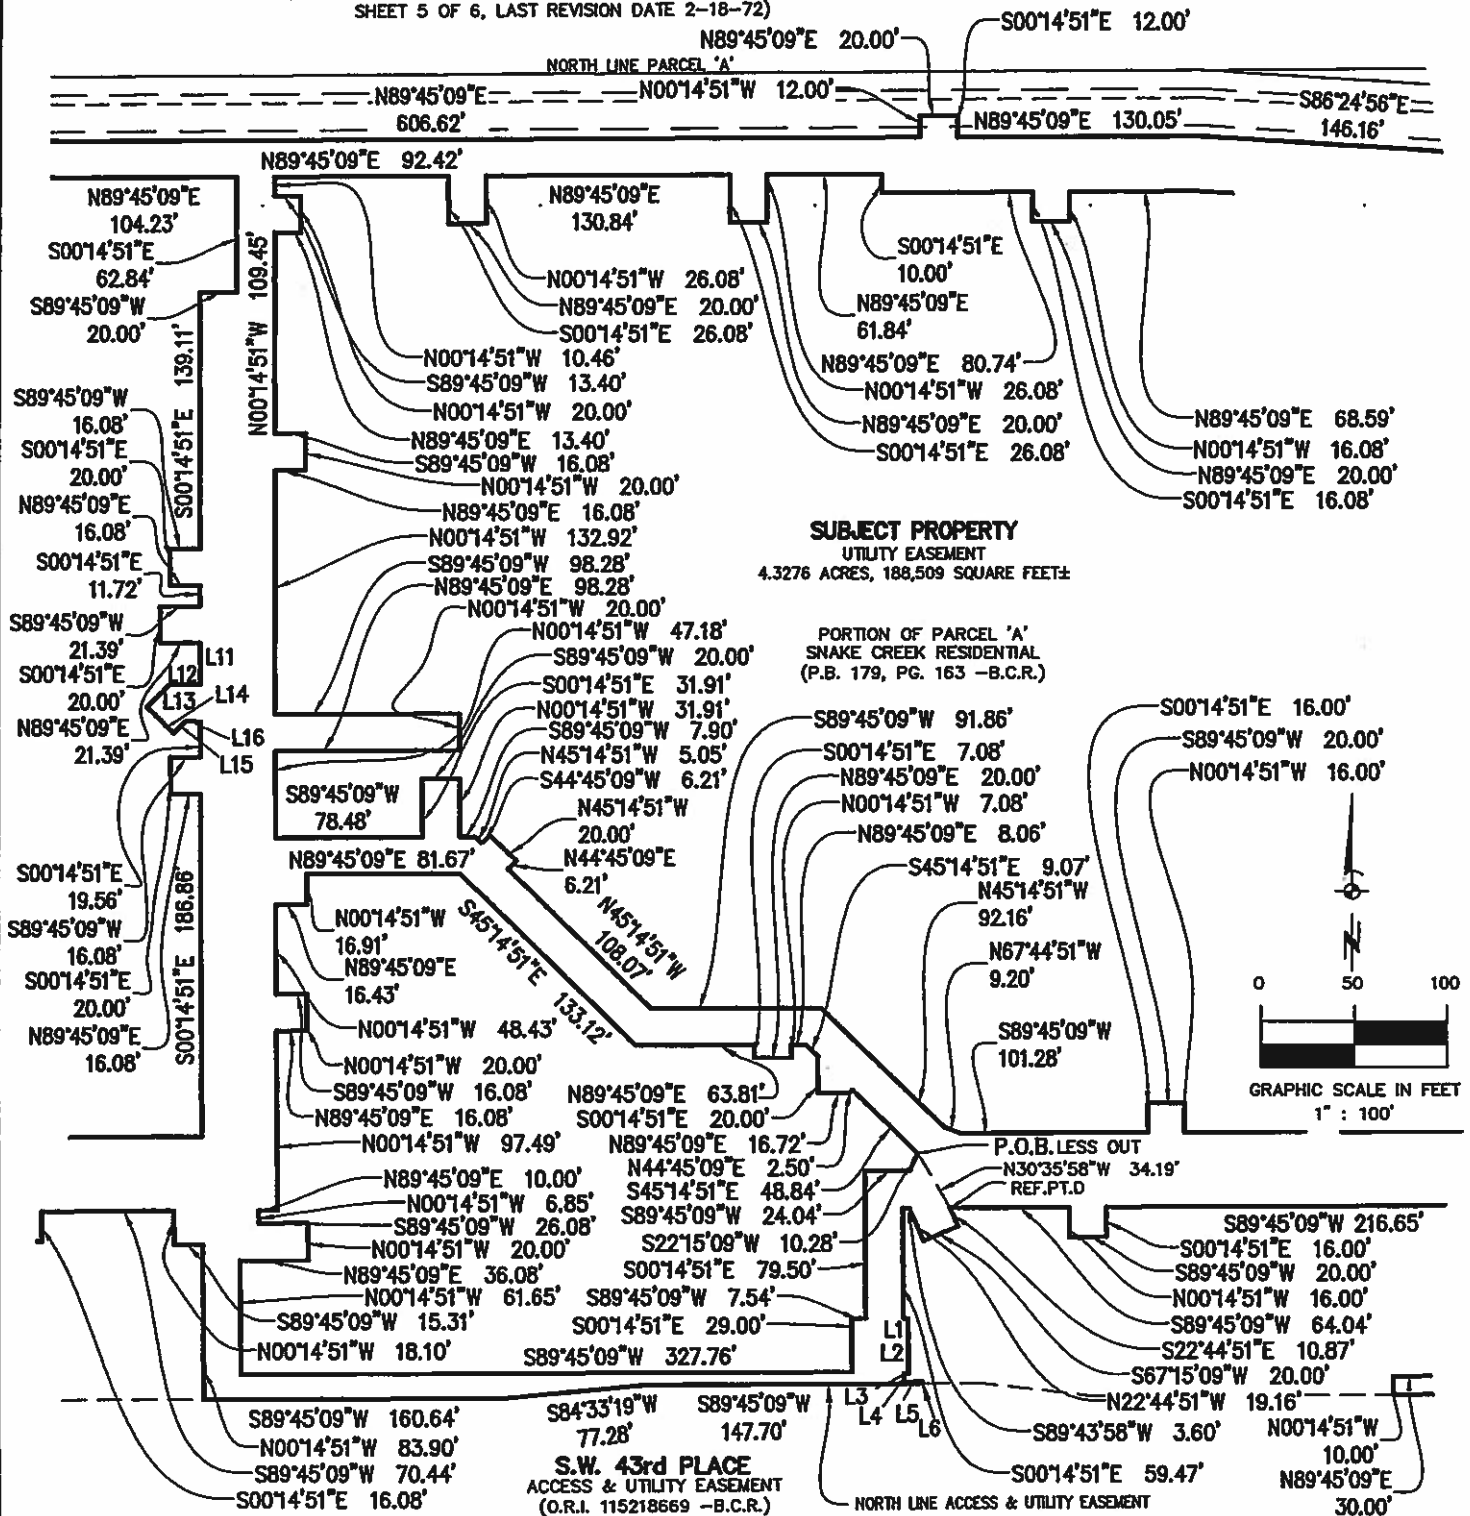 SHEET 5 OF 6, LAST REVISION DATE 2-18-72)
N89°45'09"E 20.00'
S00°14'51"E 12.00'
NORTH LINE PARCEL 'A'
N89°45'09"E
606.62'
N00°14'51"W 12.00'
N89°45'09"E 130.05'
S86°24'56"E
146.16'
N89°45'09"E 92.42'
N89°45'09"E
104.23'
S00°14'51"E
62.84'
S89°45'09"W
20.00'
S00°14'51"E 139.11'
N00°14'51"W 109.45'
N89°45'09"E
130.84'
N00°14'51"W 26.08'
N89°45'09"E 20.00'
S00°14'51"E 26.08'
S00°14'51"E
10.00'
N89°45'09"E
61.84'
N89°45'09"E 80.74'
N00°14'51"W 26.08'
N89°45'09"E 20.00'
S00°14'51"E 26.08'
N89°45'09"E 68.59'
N00°14'51"W 16.08'
N89°45'09"E 20.00'
S00°14'51"E 16.08'
N00°14'51"W 10.46'
S89°45'09"W 13.40'
N00°14'51"W 20.00'
N89°45'09"E 13.40'
S89°45'09"W 16.08'
N00°14'51"W 20.00'
N89°45'09"E 16.08'
N00°14'51"W 132.92'
S89°45'09"W 98.28'
N89°45'09"E 98.28'
N00°14'51"W 20.00'
N00°14'51"W 47.18'
S89°45'09"W 20.00'
S00°14'51"E 31.91'
N00°14'51"W 31.91'
S89°45'09"W 7.90'
N45°14'51"W 5.05'
S44°45'09"W 6.21'
N45°14'51"W
20.00'
N44°45'09"E
6.21'
S89°45'09"W
16.08'
S00°14'51"E
20.00'
N89°45'09"E
16.08'
S00°14'51"E
11.72'
S89°45'09"W
21.39'
S00°14'51"E
20.00'
N89°45'09"E
21.39'
L11
L12
L13
L14
L16
L15
SUBJECT PROPERTY
UTILITY EASEMENT
4.3276 ACRES, 188,509 SQUARE FEET±
PORTION OF PARCEL 'A'
SNAKE CREEK RESIDENTIAL
(P.B. 179, PG. 163 -B.C.R.)
S89°45'09"W
78.48'
N89°45'09"E 81.67'
S00°14'51"E
19.56'
S89°45'09"W
16.08'
S00°14'51"E
20.00'
N89°45'09"E
16.08'
S00°14'51"E 186.86'
N00°14'51"W
16.91'
N89°45'09"E
16.43'
N00°14'51"W 48.43'
N00°14'51"W 20.00'
S89°45'09"W 16.08'
N89°45'09"E 16.08'
N00°14'51"W 97.49'
S45°14'51"E 133.12'
N45°14'51"W
108.07'
S89°45'09"W 91.86'
S00°14'51"E 7.08'
N89°45'09"E 20.00'
N00°14'51"W 7.08'
N89°45'09"E 8.06'
S45°14'51"E 9.07'
N45°14'51"W
92.16'
N67°44'51"W
9.20'
S89°45'09"W
101.28'
S00°14'51"E 16.00'
S89°45'09"W 20.00'
N00°14'51"W 16.00'
N
0 50 100
GRAPHIC SCALE IN FEET
1" : 100'
N89°45'09"E 63.81'
S00°14'51"E 20.00'
N89°45'09"E 16.72'
N44°45'09"E 2.50'
S45°14'51"E 48.84'
S89°45'09"W 24.04'
S22°15'09"W 10.28'
S00°14'51"E 79.50'
S89°45'09"W 7.54'
S00°14'51"E 29.00'
S89°45'09"W 327.76'
P.O.B. LESS OUT
N30°35'58"W 34.19'
REF.PT.D
N89°45'09"E 10.00'
N00°14'51"W 6.85'
S89°45'09"W 26.08'
N00°14'51"W 20.00'
N89°45'09"E 36.08'
N00°14'51"W 61.65'
S89°45'09"W 15.31'
N00°14'51"W 18.10'
L1
L2
L3
L4
L5
L6
S89°45'09"W 216.65'
S00°14'51"E 16.00'
S89°45'09"W 20.00'
N00°14'51"W 16.00'
S89°45'09"W 64.04'
S22°44'51"E 10.87'
S67°15'09"W 20.00'
N22°44'51"W 19.16'
S89°43'58"W 3.60'
S00°14'51"E 59.47'
N00°14'51"W
10.00'
N89°45'09"E
30.00'
S89°45'09"W 160.64'
N00°14'51"W 83.90'
S89°45'09"W 70.44'
S00°14'51"E 16.08'
S84°33'19"W
77.28'
S89°45'09"W
147.70'
S.W. 43rd PLACE
ACCESS & UTILITY EASEMENT
(O.R.I. 115218669 -B.C.R.)
NORTH LINE ACCESS & UTILITY EASEMENT